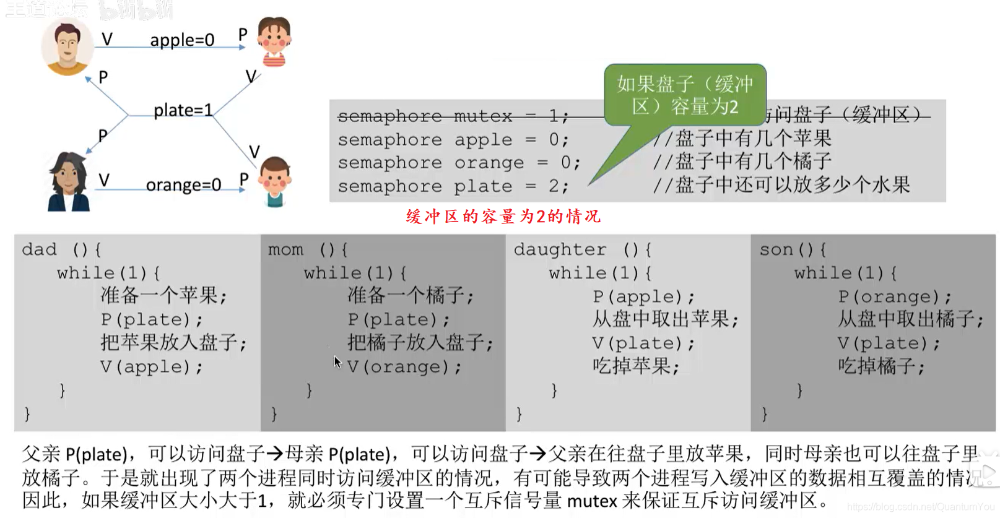 王道论坛 bilibili
V apple=0 P
P
V
plate=1
P
V
V orange=0 P
如果盘子（缓冲
区）容量为2
semaphore mutex = 1; 访问盘子（缓冲区）
semaphore apple = 0; //盘子中有几个苹果
semaphore orange = 0; //盘子中有几个橘子
semaphore plate = 2; //盘子中还可以放多少个水果
缓冲区的容量为2的情况
dad (){
while(1){
准备一个苹果;
P(plate);
把苹果放入盘子;
V(apple);
}
}
mom (){
while(1){
准备一个橘子;
P(plate);
把橘子放入盘子;
V(orange);
}
}
daughter (){
while(1){
P(apple);
从盘中取出苹果;
V(plate);
吃掉苹果;
}
}
son(){
while(1){
P(orange);
从盘中取出橘子;
V(plate);
吃掉橘子;
}
}
父亲 P(plate)，可以访问盘子→母亲 P(plate)，可以访问盘子→父亲在往盘子里放苹果，同时母亲也可以往盘子里
放橘子。于是就出现了两个进程同时访问缓冲区的情况，有可能导致两个进程写入缓冲区的数据相互覆盖的情况
因此，如果缓冲区大小大于1，就必须专门设置一个互斥信号量 mutex 来保证互斥访问缓冲区。
https://blog.csdn.net/QuantumYou